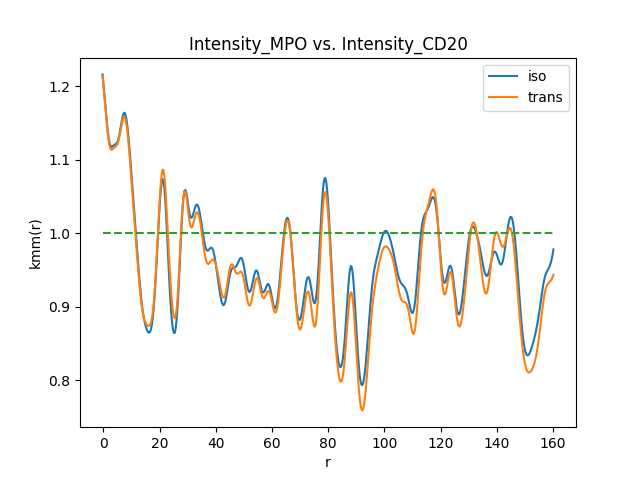 Intensity_MPO vs. Intensity_CD20
iso
trans
kmm(r)
1.2
1.1
1.0
0.9
0.8
0 20 40 60 80 100 120 140 160
r